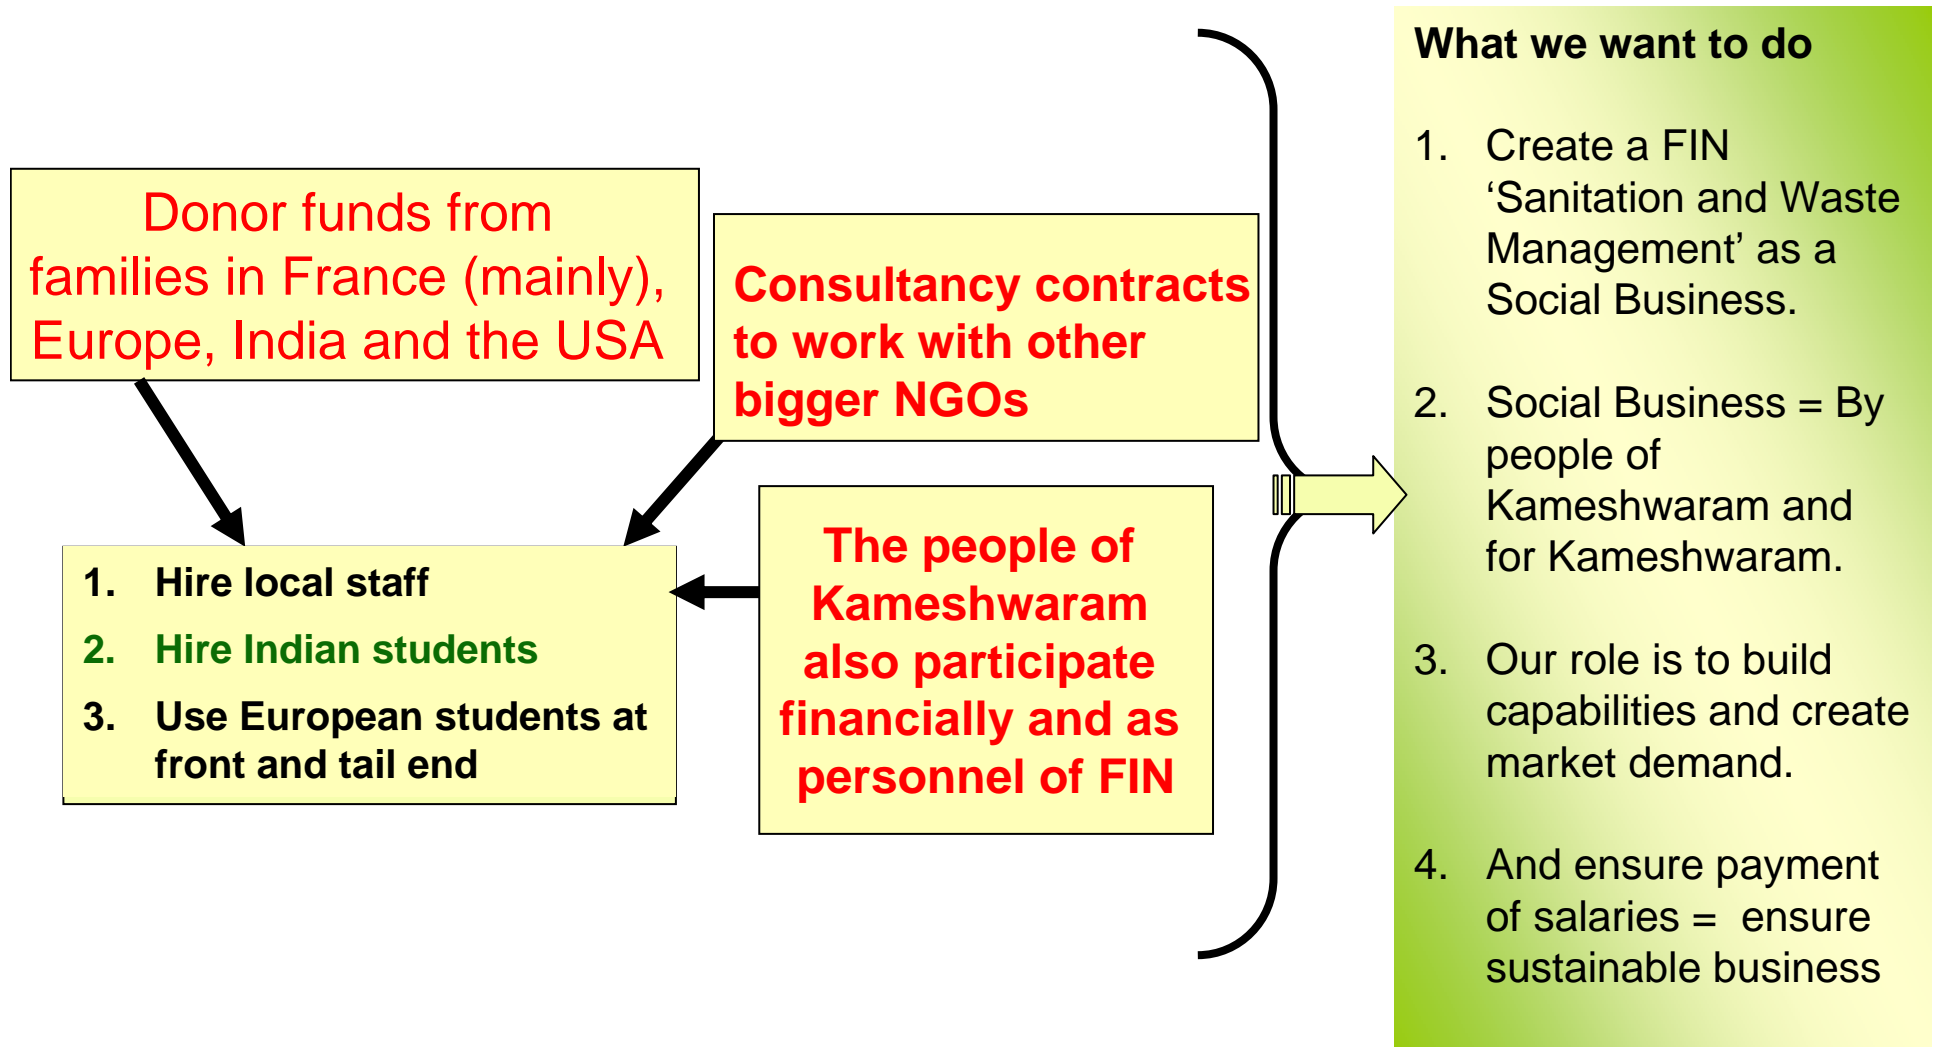 Donor funds from
families in France (mainly),
Europe, India and the USA
Consultancy contracts
to work with other
bigger NGOs
1. Hire local staff
2. Hire Indian students
3. Use European students at
front and tail end
The people of
Kameshwaram
also participate
financially and as
personnel of FIN
What we want to do
1. Create a FIN
‘Sanitation and Waste
Management’ as a
Social Business.
2. Social Business = By
people of
Kameshwaram and
for Kameshwaram.
3. Our role is to build
capabilities and create
market demand.
4. And ensure payment
of salaries = ensure
sustainable business